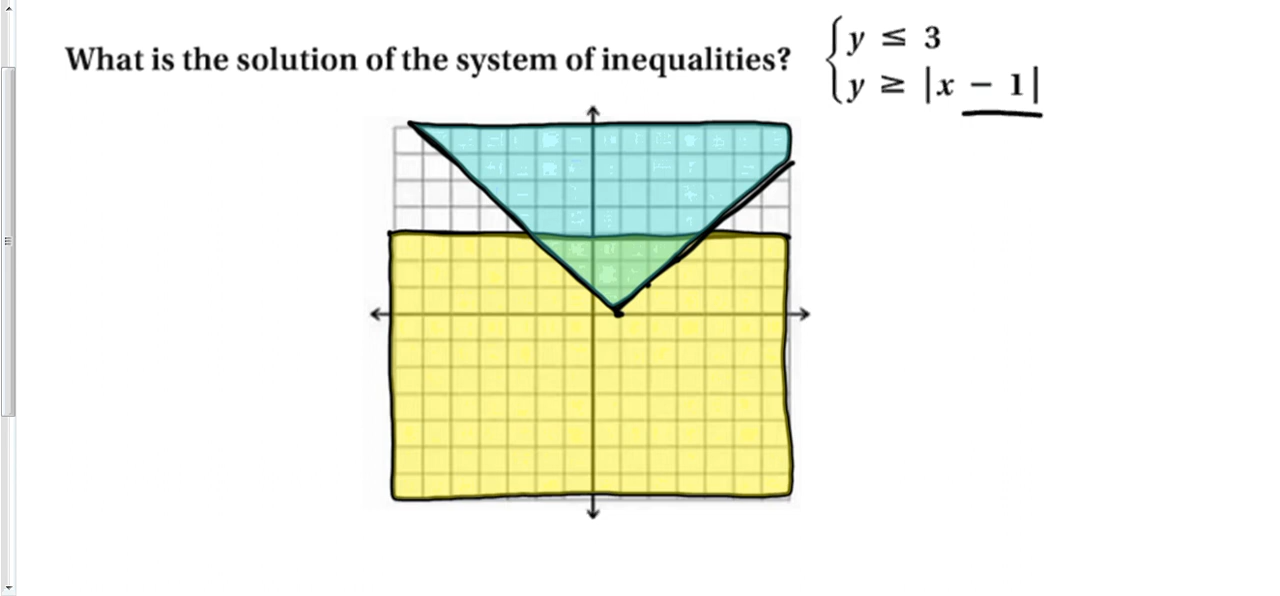 What is the solution of the system of inequalities?
y ≤ 3
y ≥ |x − 1|